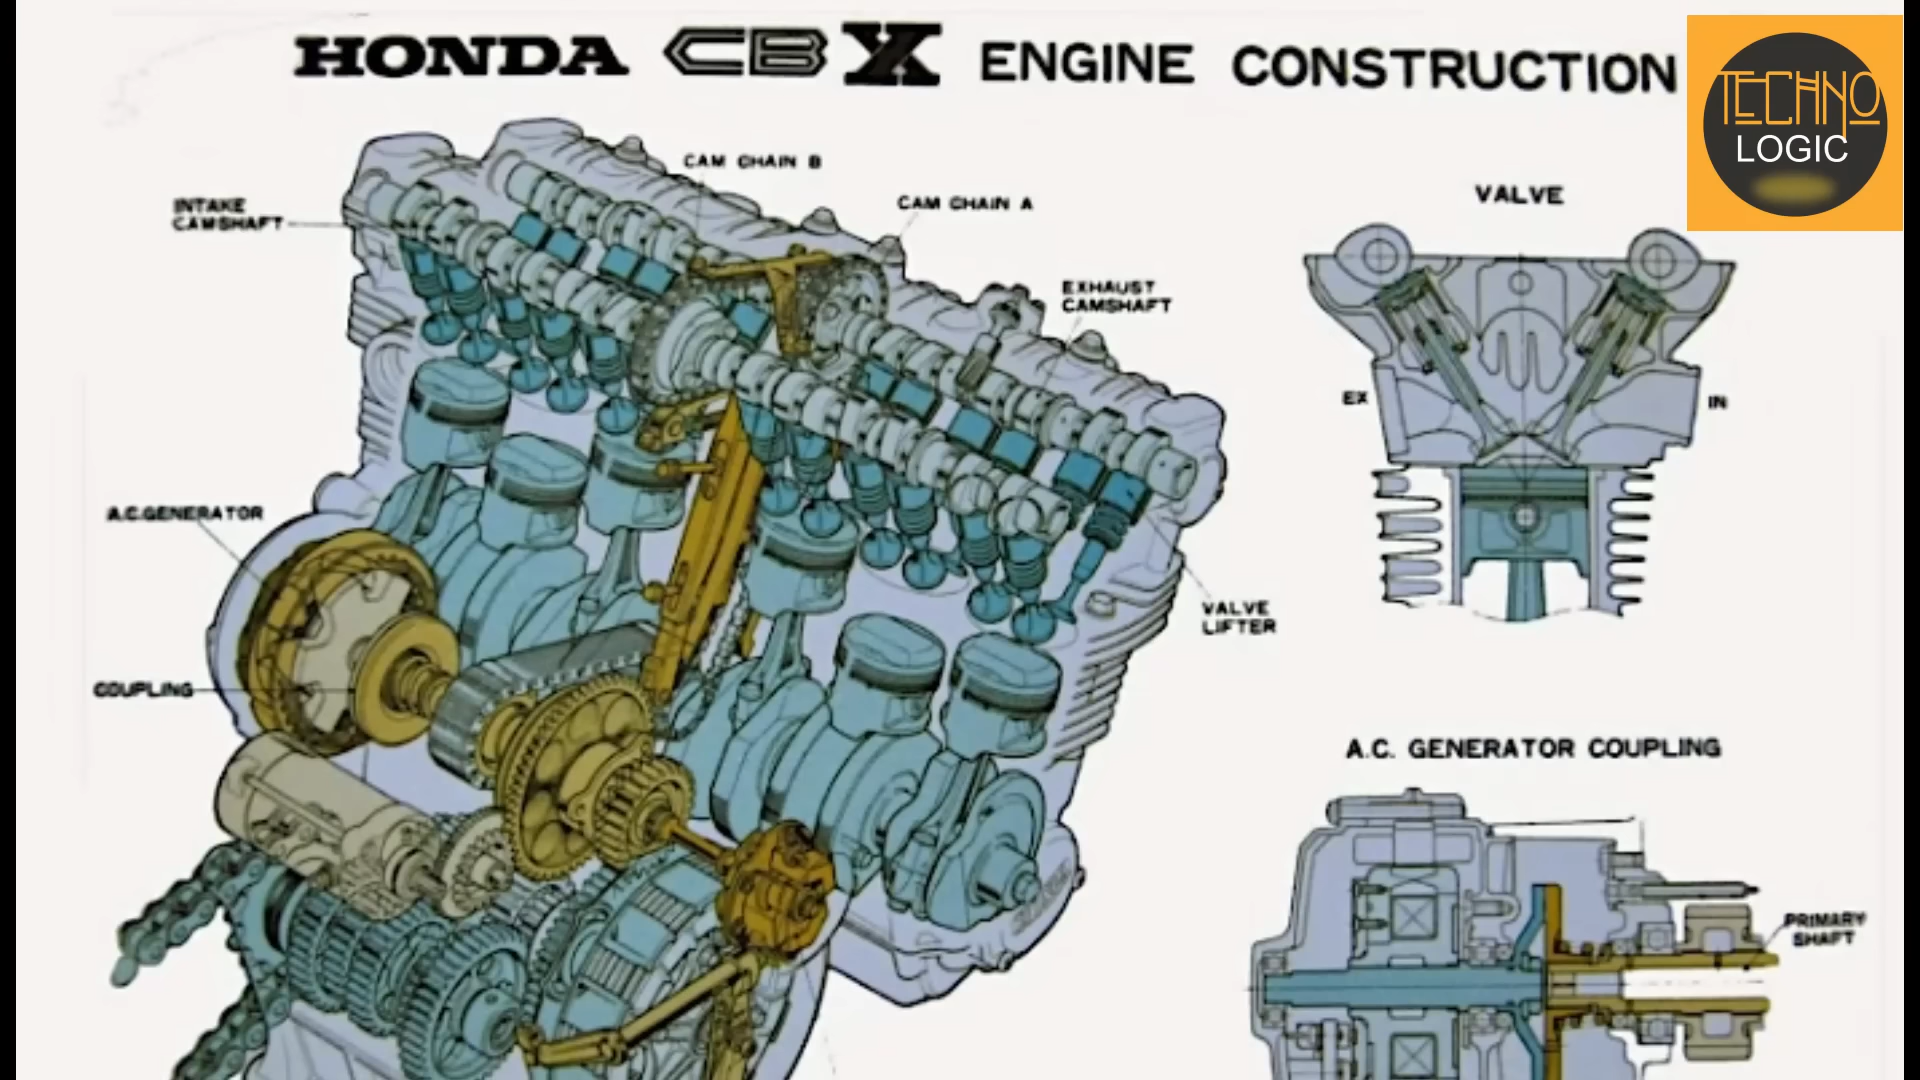 HONDA CBX ENGINE CONSTRUCTION
TECHNO
LOGIC
CAM CHAIN B
VALVE
INTAKE
CAMSHAFT
CAM CHAIN A
EXHAUST
CAMSHAFT
EX
IN
A.C.GENERATOR
VALVE
LIFTER
COUPLING
A.C. GENERATOR COUPLING
PRIMARY
SHAFT